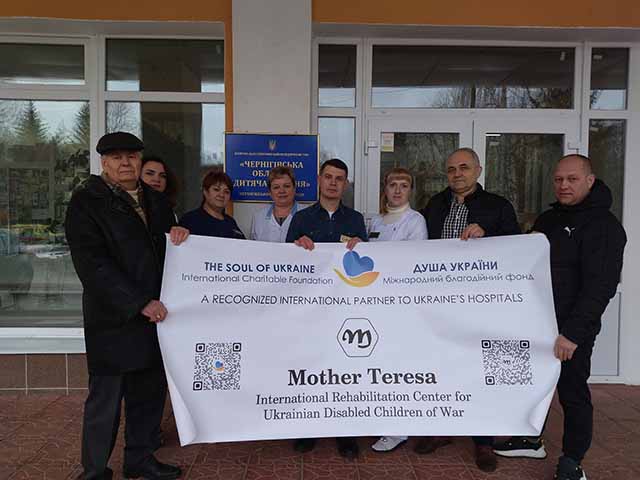 «ЧЕРНІГІВСЬКА
THE SOUL OF UKRAINE
International Charitable Foundation
ДУША УКРАЇНИ
Міжнародний благодійний фонд
A RECOGNIZED INTERNATIONAL PARTNER TO UKRAINE'S HOSPITALS
m
Mother Teresa
International Rehabilitation Center for
Ukrainian Disabled Children of War